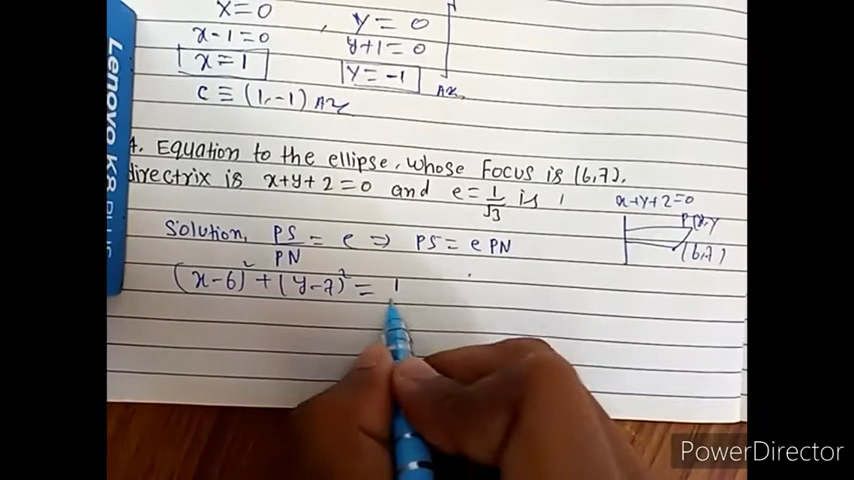 X=0 , Y = 0
x-1=0 y+1=0
x=1 y=-1
C ≡ (1,-1)
4. Equation to the ellipse, whose Focus is (6,7),
directrix is x+y+2=0 and e = 1/√3 is
x+y+2=0
P(x,y
(6,7)
Solution, PS/PN = e ⇒ PS = e PN
(x-6)² + (y-7)² = 1
Lenovo K8 PLUS
PowerDirector